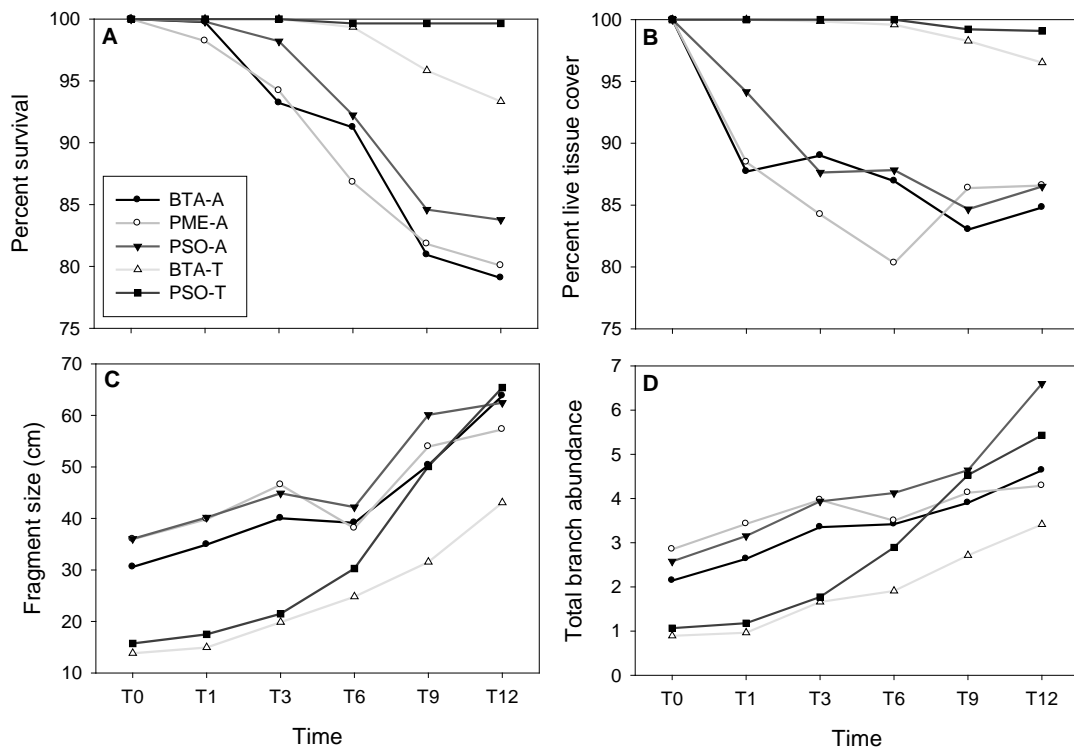 A
Percent survival
100
95
90
85
80
75
BTA-A
PME-A
PSO-A
BTA-T
PSO-T
B
Percent live tissue cover
100
95
90
85
80
75
C
Fragment size (cm)
70
60
50
40
30
20
10
T0 T1 T3 T6 T9 T12
Time
D
Total branch abundance
7
6
5
4
3
2
1
0
T0 T1 T3 T6 T9 T12
Time